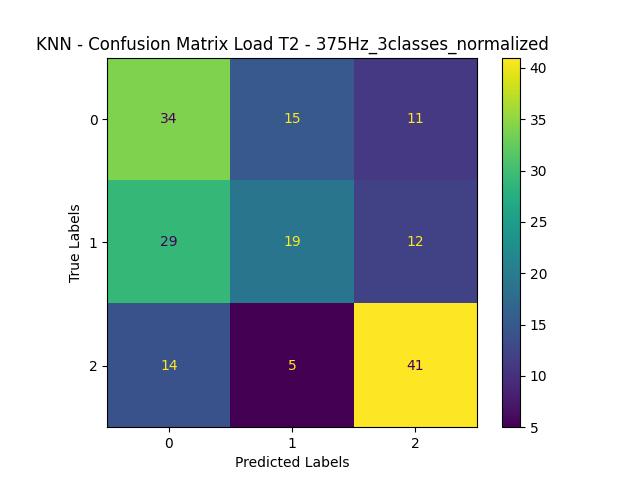 KNN - Confusion Matrix Load T2 - 375Hz_3classes_normalized
True Labels
0
34 15 11
1
29 19 12
2
14 5 41
0 1 2
Predicted Labels
40
35
30
25
20
15
10
5